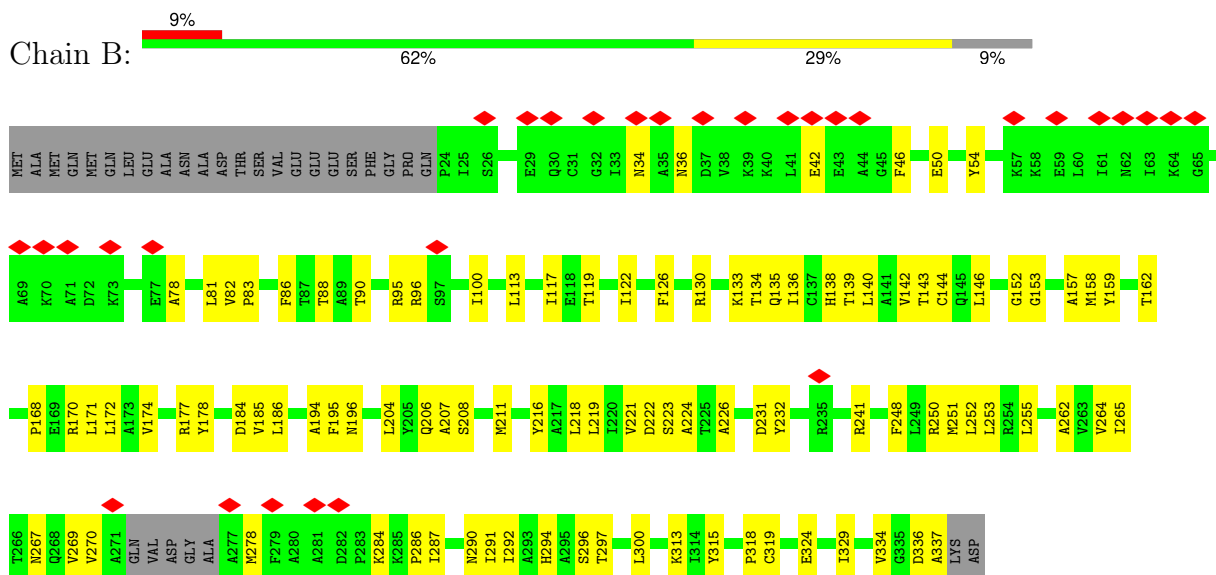 9%
Chain B:
62% 29% 9%
MET ALA MET GLN MET GLN LEU GLU ALA ASN ALA ASP THR SER VAL GLU GLU GLU SER PHE GLY PRO GLN P24 I25 S26 E29 Q30 C31 G32 I33 N34 A35 N36 D37 V38 K39 K40 L41 E42 E43 A44 G45 F46 E50 Y54 K57 K58 E59 L60 I61 N62 I63 K64 G65
A69 K70 A71 D72 K73 E77 A78 L81 V82 P83 F86 T87 T88 A89 T90 R95 R96 S97 I100 L113 I117 E118 T119 I122 F126 R130 K133 T134 Q135 I136 C137 H138 T139 L140 A141 V142 T143 C144 Q145 L146 G152 G153 A157 M158 Y159 T162
P168 E169 R170 L171 L172 A173 V174 R177 Y178 D184 V185 L186 A194 F195 N196 L204 Y205 Q206 A207 S208 M211 Y216 A217 L218 L219 I220 V221 D222 S223 A224 T225 A226 D231 Y232 R235 R241 F248 L249 R250 M251 L252 L253 R254 L255 A262 V263 V264 I265
T266 N267 Q268 V269 V270 A271 GLN VAL ASP GLY ALA A277 M278 F279 A280 A281 D282 P283 K284 K285 P286 I287 N290 I291 I292 A293 H294 A295 S296 T297 L300 K313 I314 Y315 P318 C319 E324 I329 V334 G335 D336 A337 LYS ASP